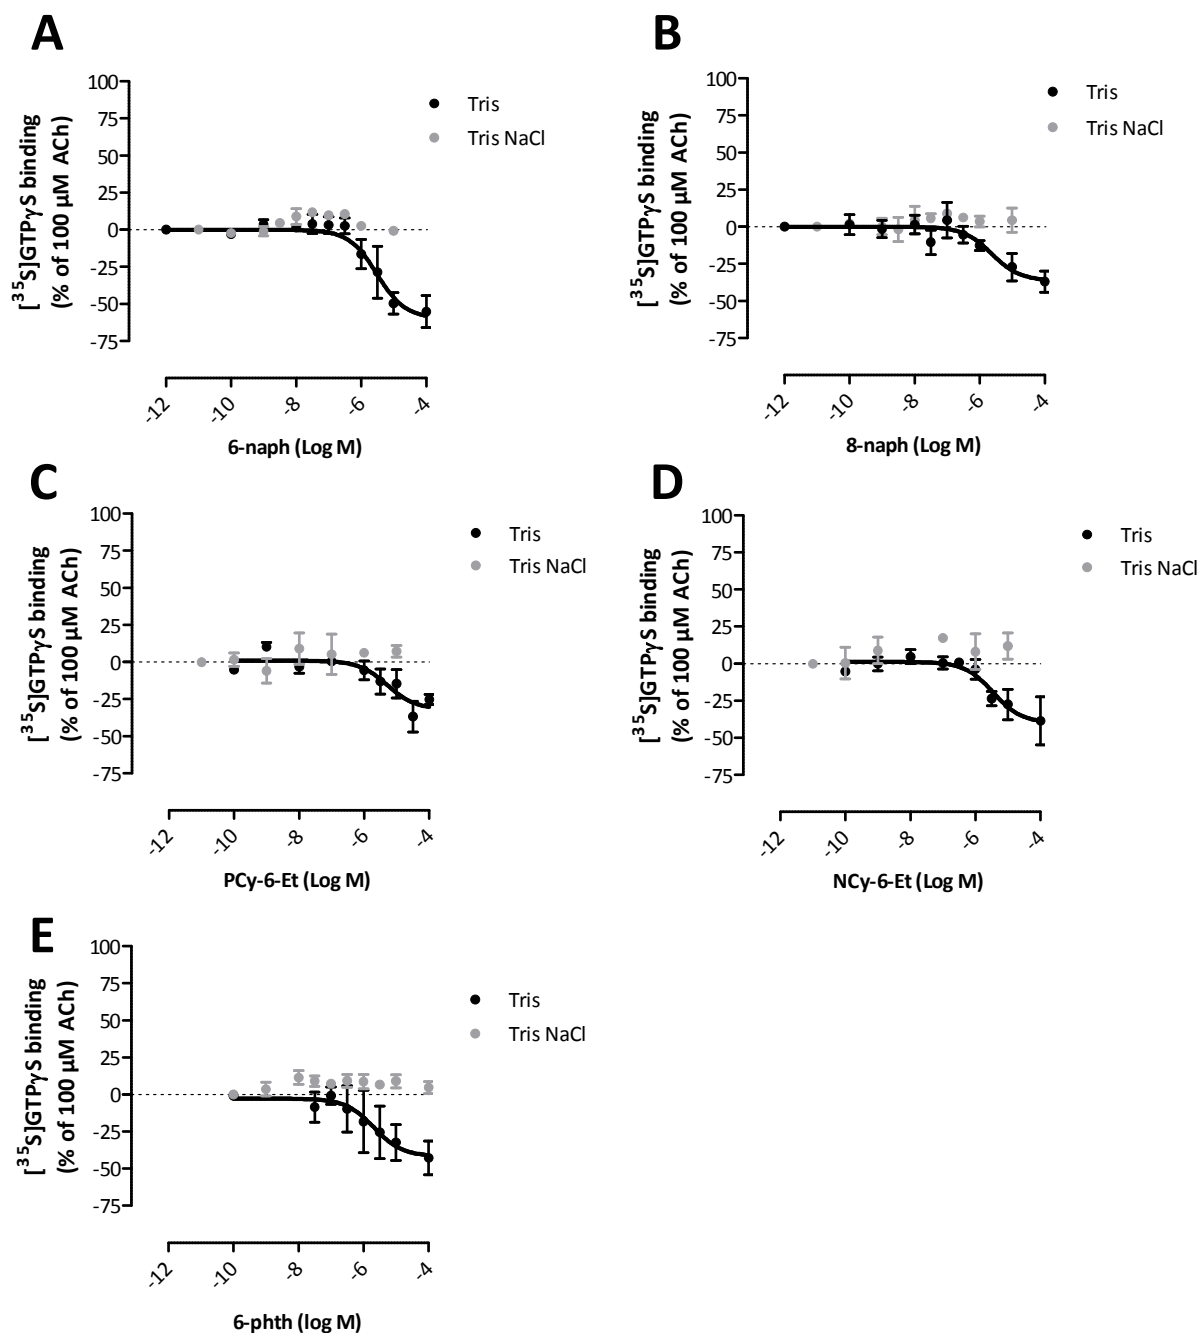 A
[35S]GTPγS binding
(% of 100 µM ACh)
100
75
50
25
0
-25
-50
-75
-12
-10
-8
-6
-4
6-naph (Log M)
Tris
Tris NaCl
B
[35S]GTPγS binding
(% of 100 µM ACh)
100
75
50
25
0
-25
-50
-75
-12
-10
-8
-6
-4
8-naph (Log M)
Tris
Tris NaCl
C
[35S]GTPγS binding
(% of 100 µM ACh)
100
75
50
25
0
-25
-50
-75
-12
-10
-8
-6
-4
PCy-6-Et (Log M)
Tris
Tris NaCl
D
[35S]GTPγS binding
(% of 100 µM ACh)
100
75
50
25
0
-25
-50
-75
-12
-10
-8
-6
-4
NCy-6-Et (Log M)
Tris
Tris NaCl
E
[35S]GTPγS binding
(% of 100 µM ACh)
100
75
50
25
0
-25
-50
-75
-12
-10
-8
-6
-4
6-phth (log M)
Tris
Tris NaCl